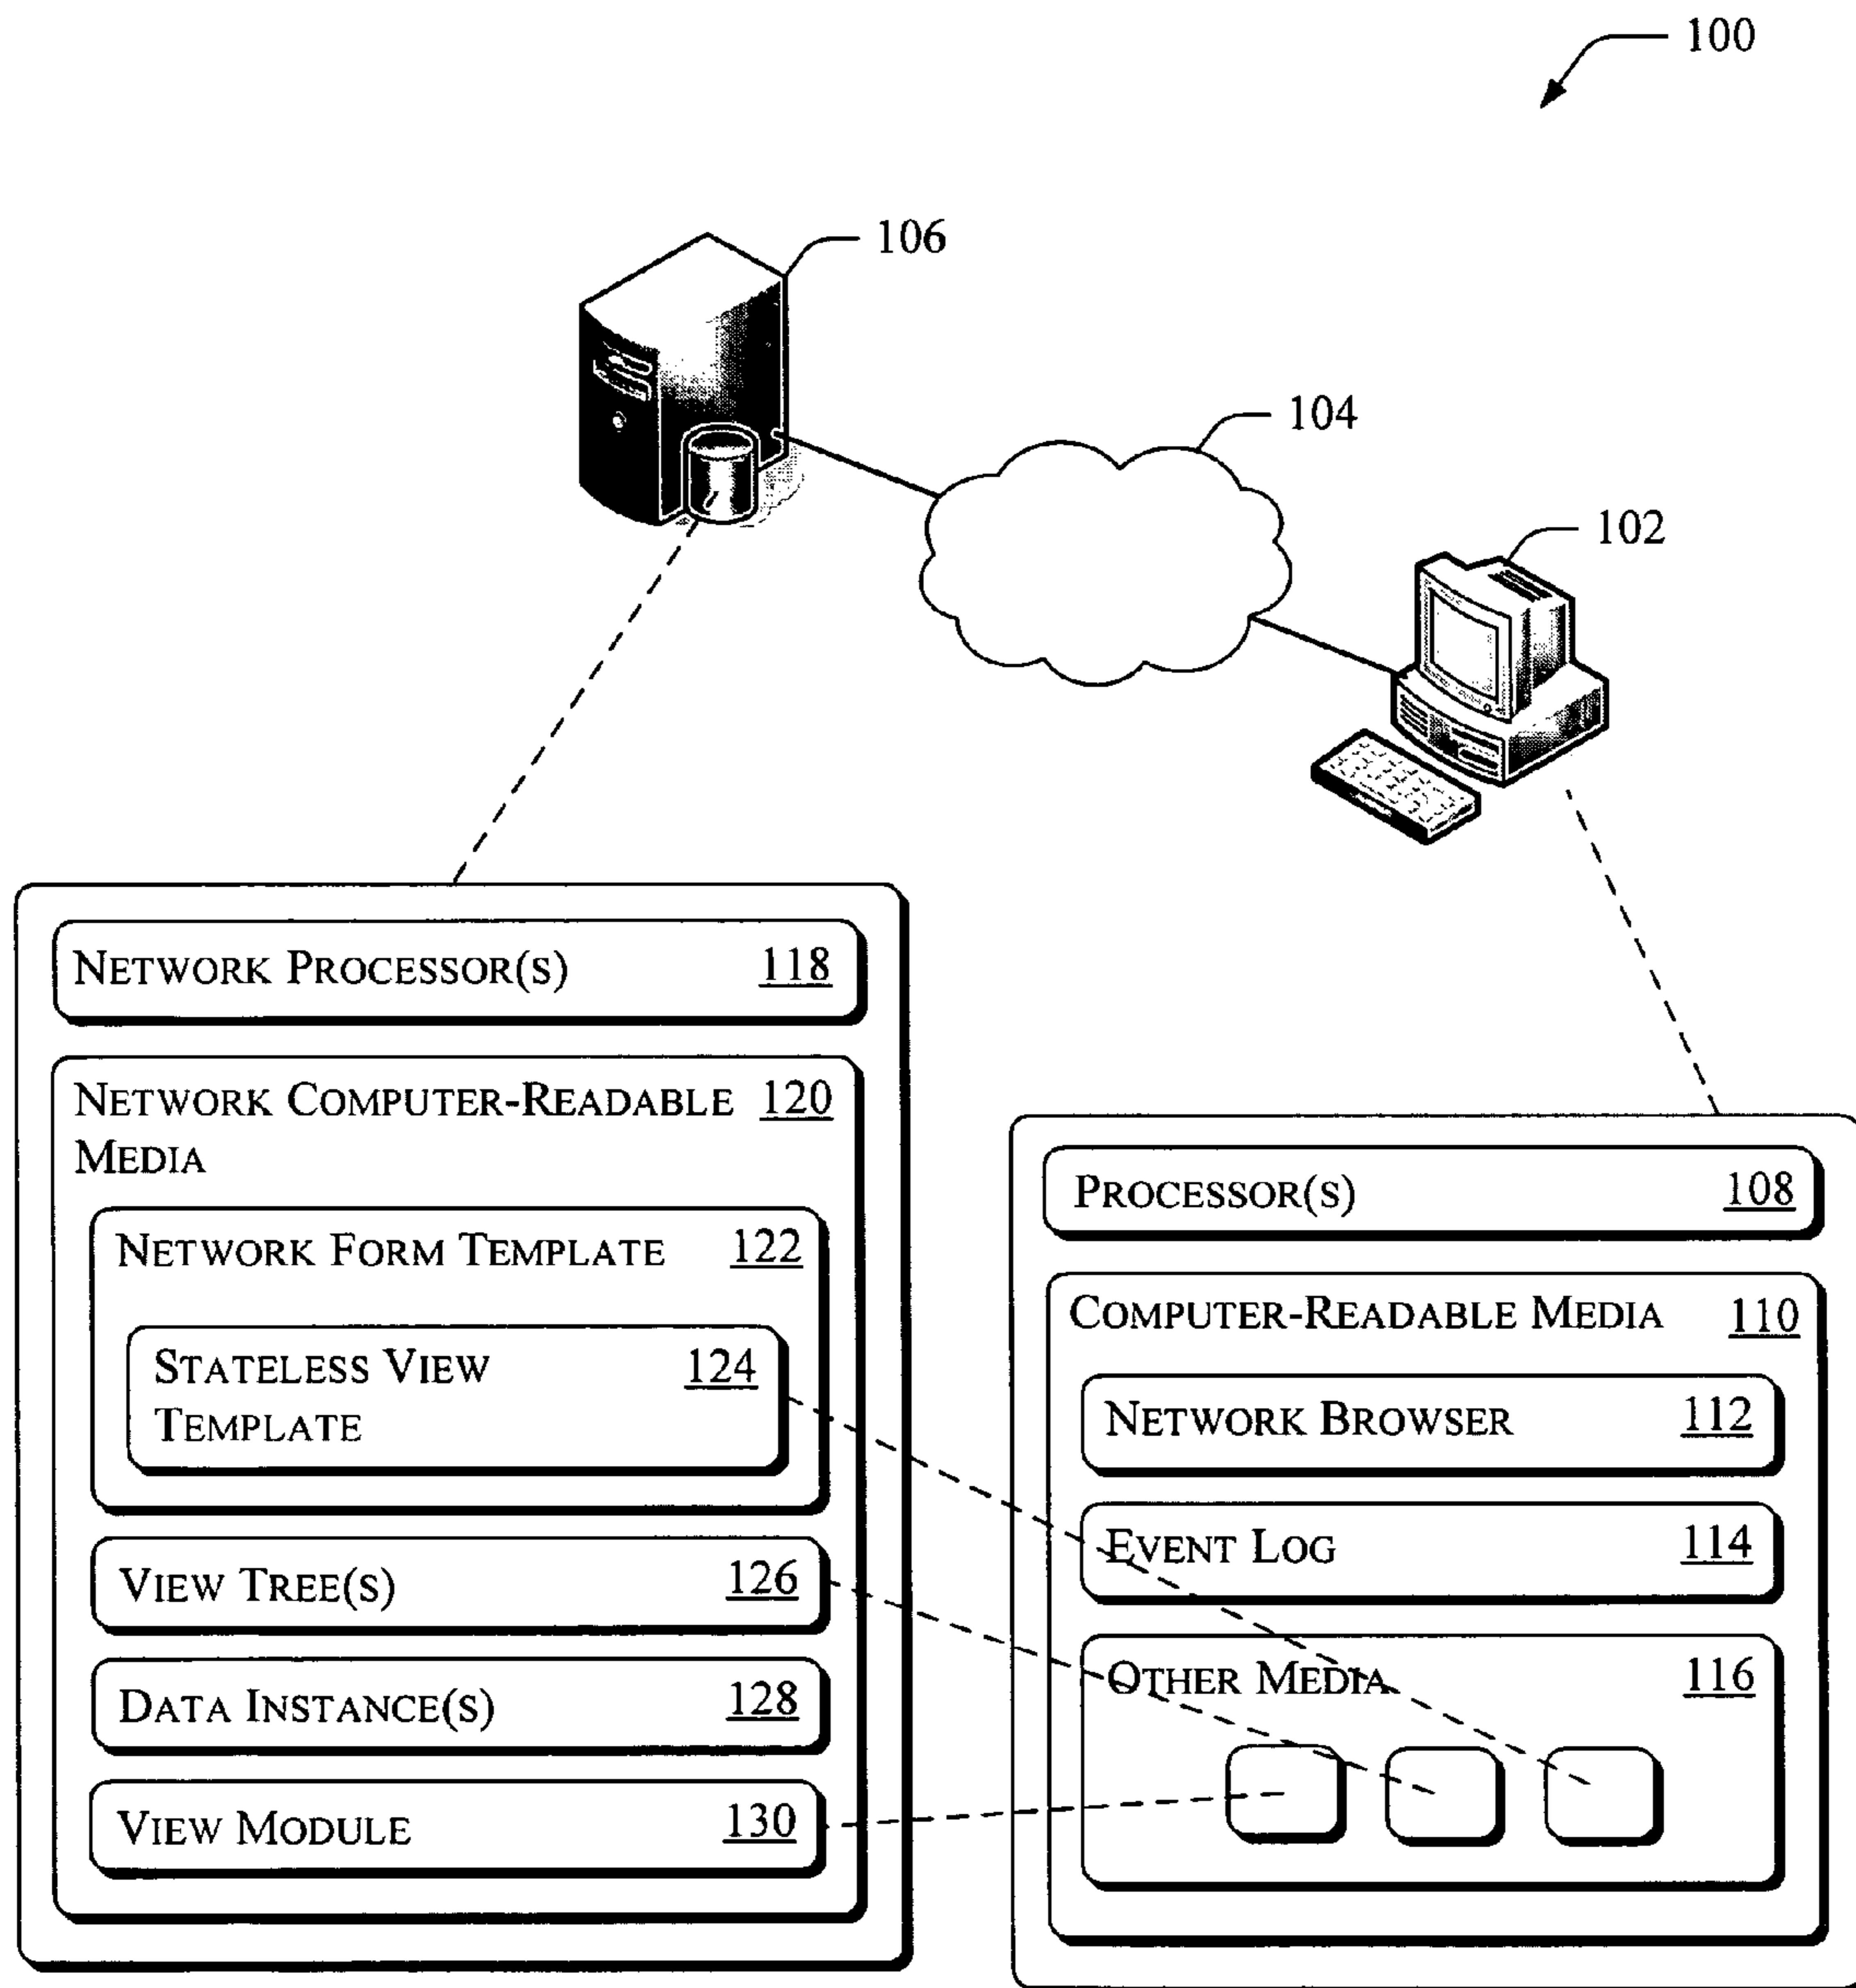 100
106
104
102
NETWORK PROCESSOR(S) 118
NETWORK COMPUTER-READABLE 120
MEDIA
NETWORK FORM TEMPLATE 122
STATELESS VIEW 124
TEMPLATE
VIEW TREE(S) 126
DATA INSTANCE(S) 128
VIEW MODULE 130
PROCESSOR(S) 108
COMPUTER-READABLE MEDIA 110
NETWORK BROWSER 112
EVENT LOG 114
OTHER MEDIA 116